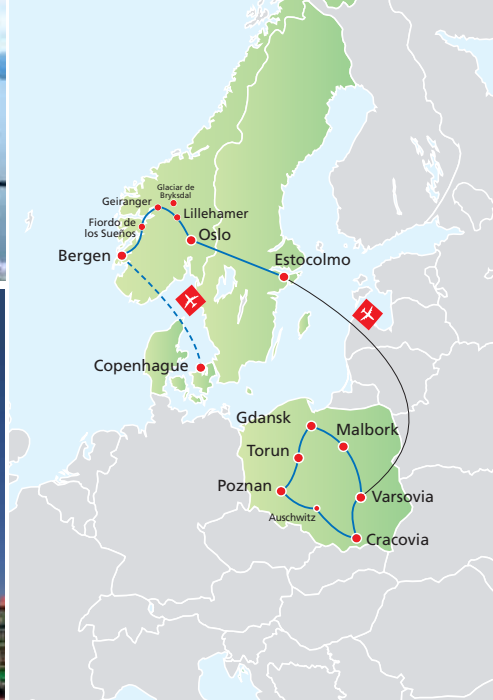 Glaciar de
Bryksdal
Geiranger
Lillehamer
Fiordo de
los Sueños
Oslo
Bergen
Estocolmo
Copenhague
Gdansk
Malbork
Torun
Poznan
Varsovia
Auschwitz
Cracovia